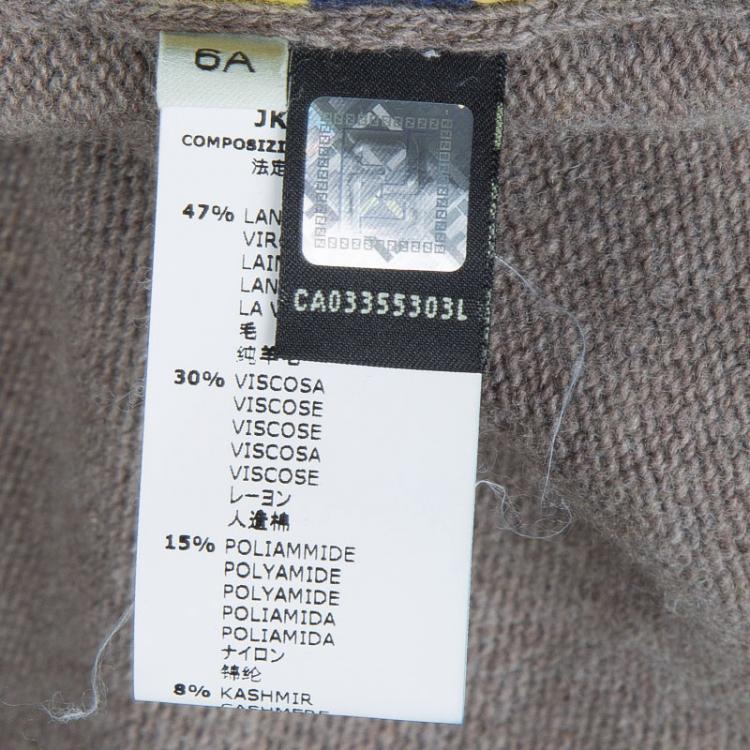 6A
JK
COMPOSIZI
法定
47% LAN
VIR
LAIN
LAN
LA V
毛
纯羊毛
CA03355303L
30% VISCOSA
VISCOSE
VISCOSE
VISCOSA
VISCOSE
レーヨン
人造棉
15% POLIAMMIDE
POLYAMIDE
POLYAMIDE
POLIAMIDA
POLIAMIDA
ナイロン
锦纶
8% KASHMIR
CASHMERE